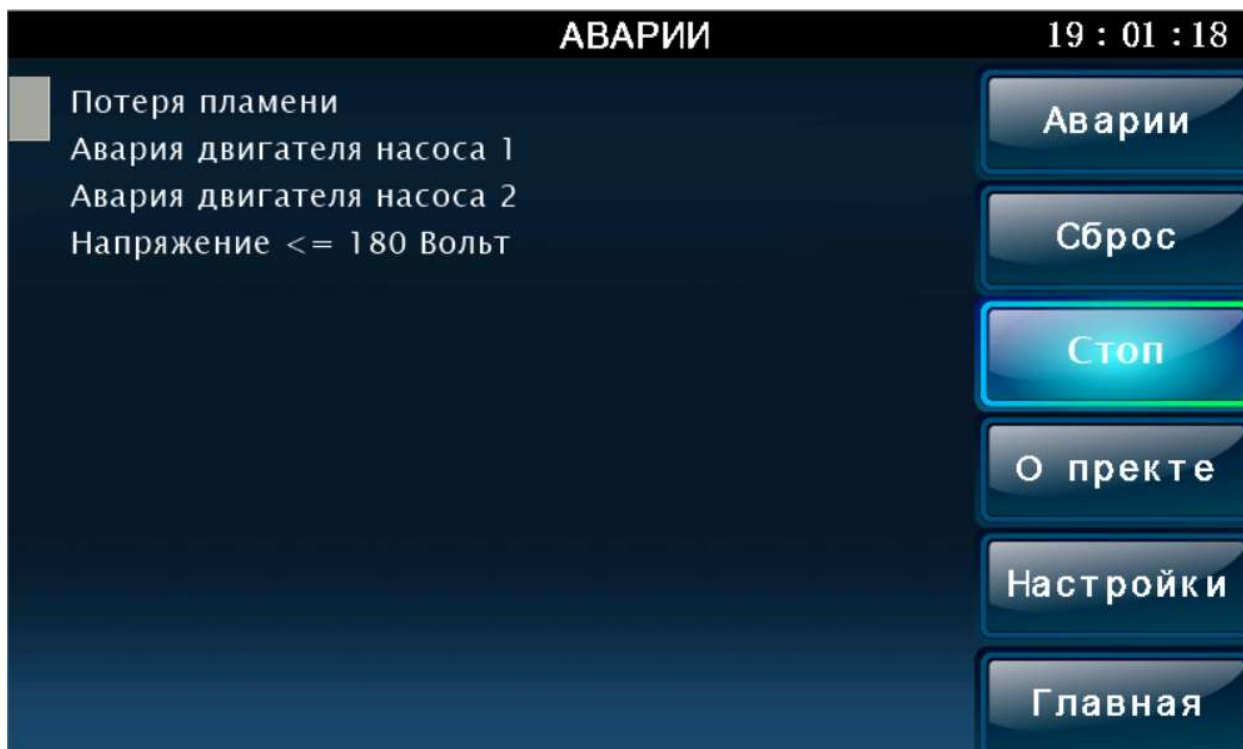 АВАРИИ
19 : 01 : 18
Потеря пламени
Авария двигателя насоса 1
Авария двигателя насоса 2
Напряжение <= 180 Вольт
Аварии
Сброс
Стоп
О пректе
Настройки
Главная